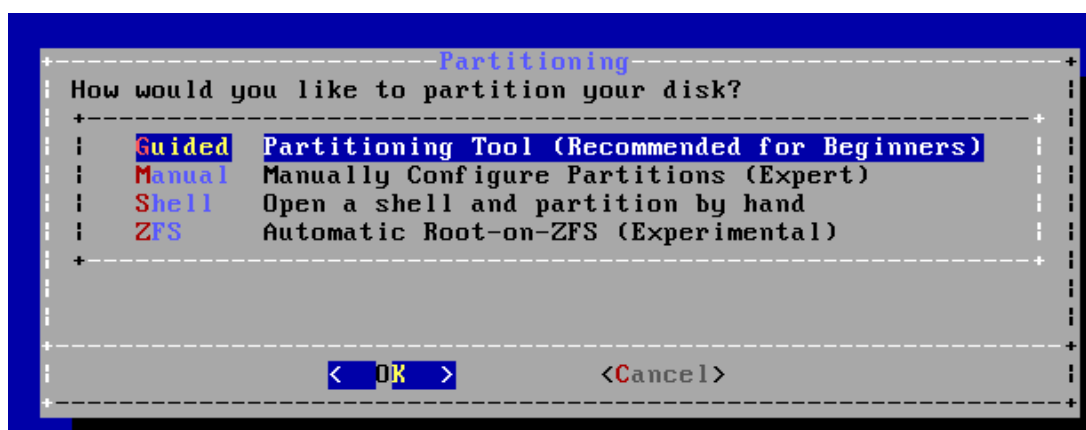 Partitioning
How would you like to partition your disk?
Guided Partitioning Tool (Recommended for Beginners)
Manual Manually Configure Partitions (Expert)
Shell Open a shell and partition by hand
ZFS Automatic Root-on-ZFS (Experimental)
< OK > <Cancel>